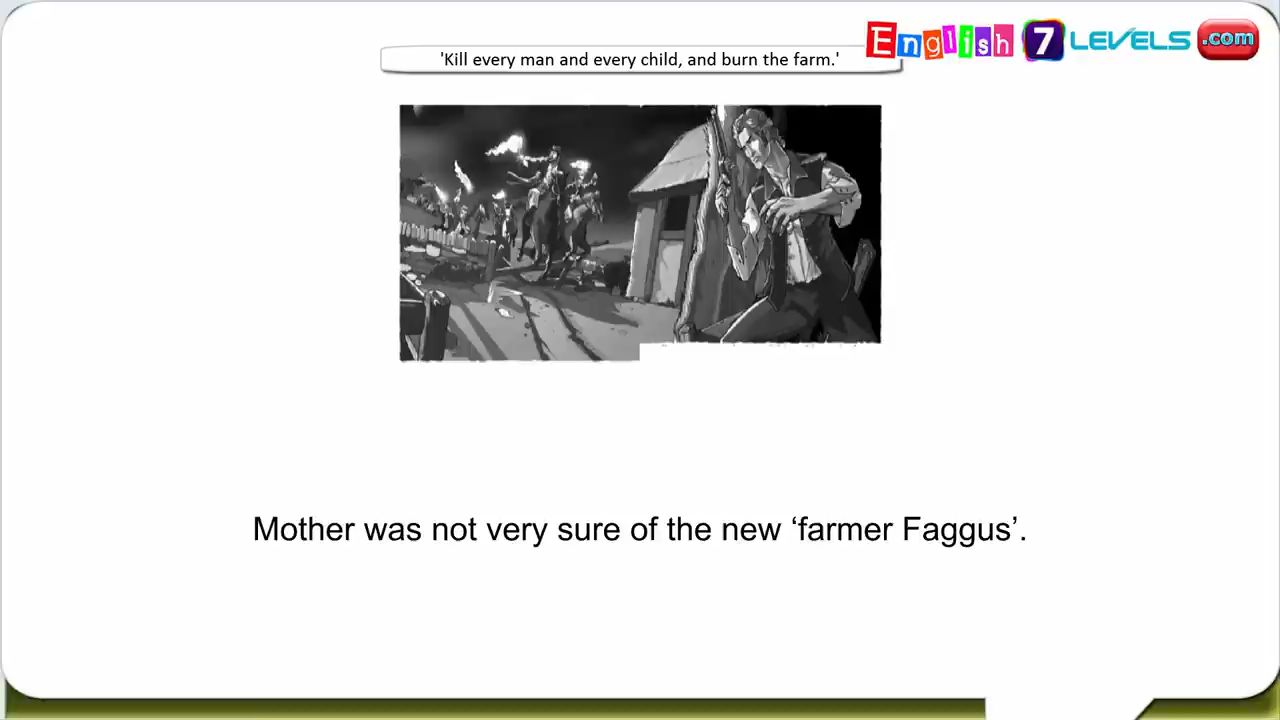 English 7 LEVELS .com
'Kill every man and every child, and burn the farm.'
Mother was not very sure of the new ‘farmer Faggus’.